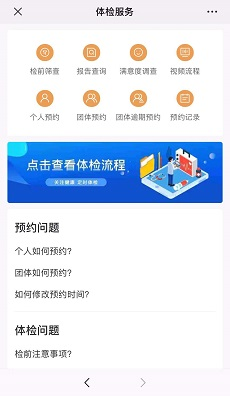 体检服务
检前筛查 报告查询 满意度调查 视频流程
个人预约 团体预约 团体逾期预约 预约记录
点击查看体检流程
关注健康 定时体检
预约问题
个人如何预约?
团体如何预约?
如何修改预约时间?
体检问题
检前注意事项?